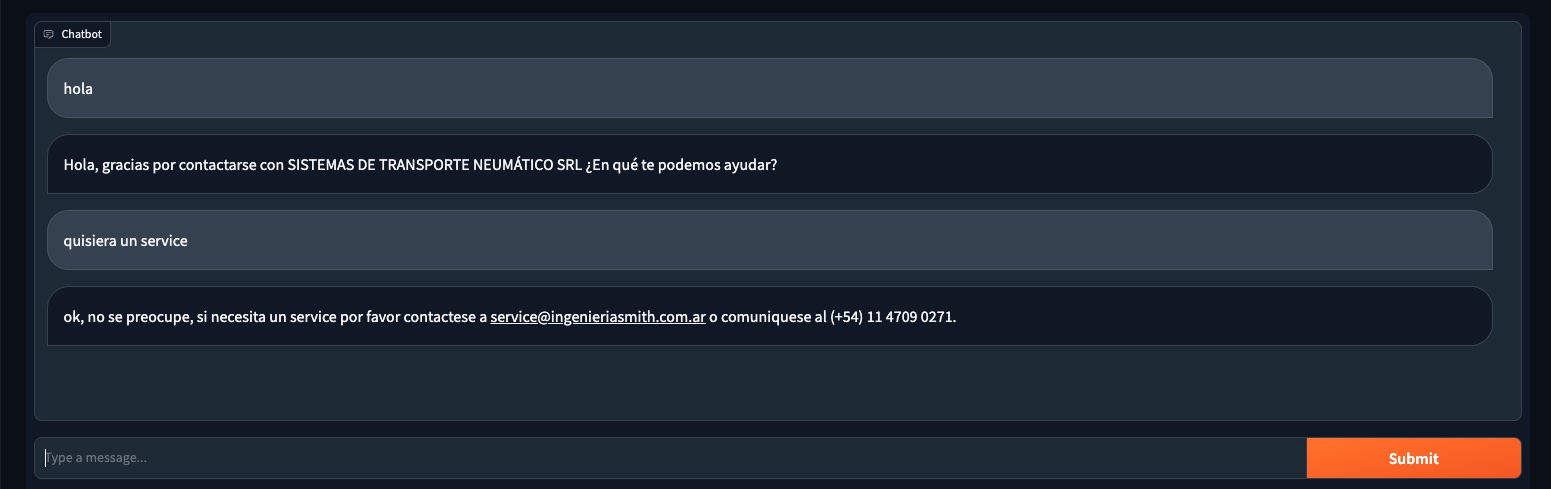 Chatbot
hola
Hola, gracias por contactarse con SISTEMAS DE TRANSPORTE NEUMÁTICO SRL ¿En qué te podemos ayudar?
quisiera un service
ok, no se preocupe, si necesita un service por favor contactese a service@ingenieriasmith.com.ar o comuniquese al (+54) 11 4709 0271.
Type a message...
Submit